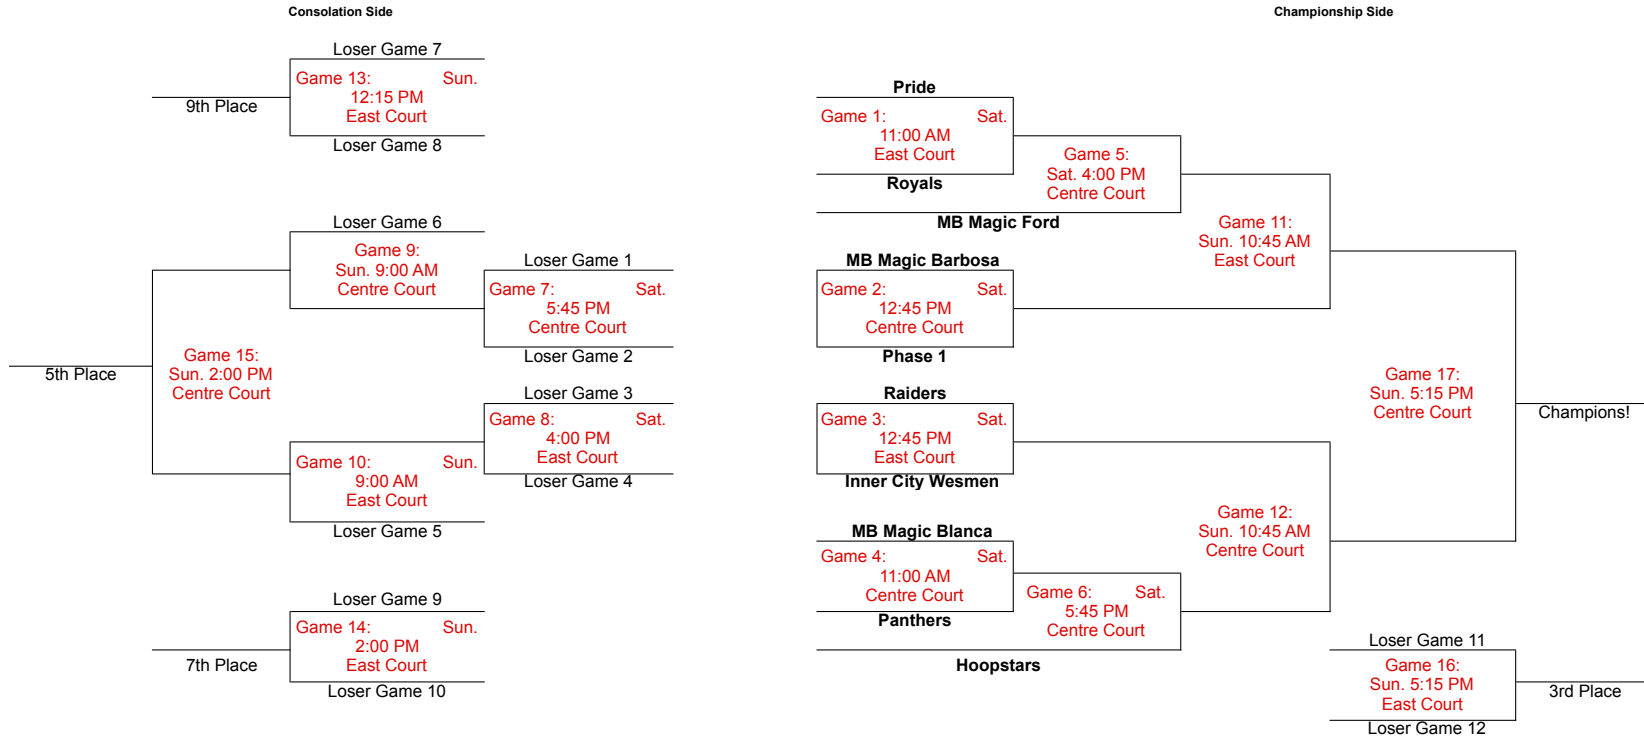 Consolation Side
Championship Side
Loser Game 7
Game 13: Sun.
12:15 PM
East Court
9th Place
Loser Game 8
Loser Game 6
Game 9:
Sun. 9:00 AM
Centre Court
Loser Game 1
Game 7: Sat.
5:45 PM
Centre Court
Loser Game 2
Game 15:
Sun. 2:00 PM
Centre Court
5th Place
Loser Game 3
Game 8: Sat.
4:00 PM
East Court
Loser Game 4
Game 10: Sun.
9:00 AM
East Court
Loser Game 5
Loser Game 9
Game 14: Sun.
2:00 PM
East Court
7th Place
Loser Game 10
Pride
Game 1: Sat.
11:00 AM
East Court
Royals
Game 5:
Sat. 4:00 PM
Centre Court
MB Magic Ford
MB Magic Barbosa
Game 2: Sat.
12:45 PM
Centre Court
Phase 1
Game 11:
Sun. 10:45 AM
East Court
Raiders
Game 3: Sat.
12:45 PM
East Court
Inner City Wesmen
MB Magic Blanca
Game 4: Sat.
11:00 AM
Centre Court
Panthers
Game 6: Sat.
5:45 PM
Centre Court
Hoopstars
Game 12:
Sun. 10:45 AM
Centre Court
Game 17:
Sun. 5:15 PM
Centre Court
Champions!
Loser Game 11
Game 16:
Sun. 5:15 PM
East Court
3rd Place
Loser Game 12